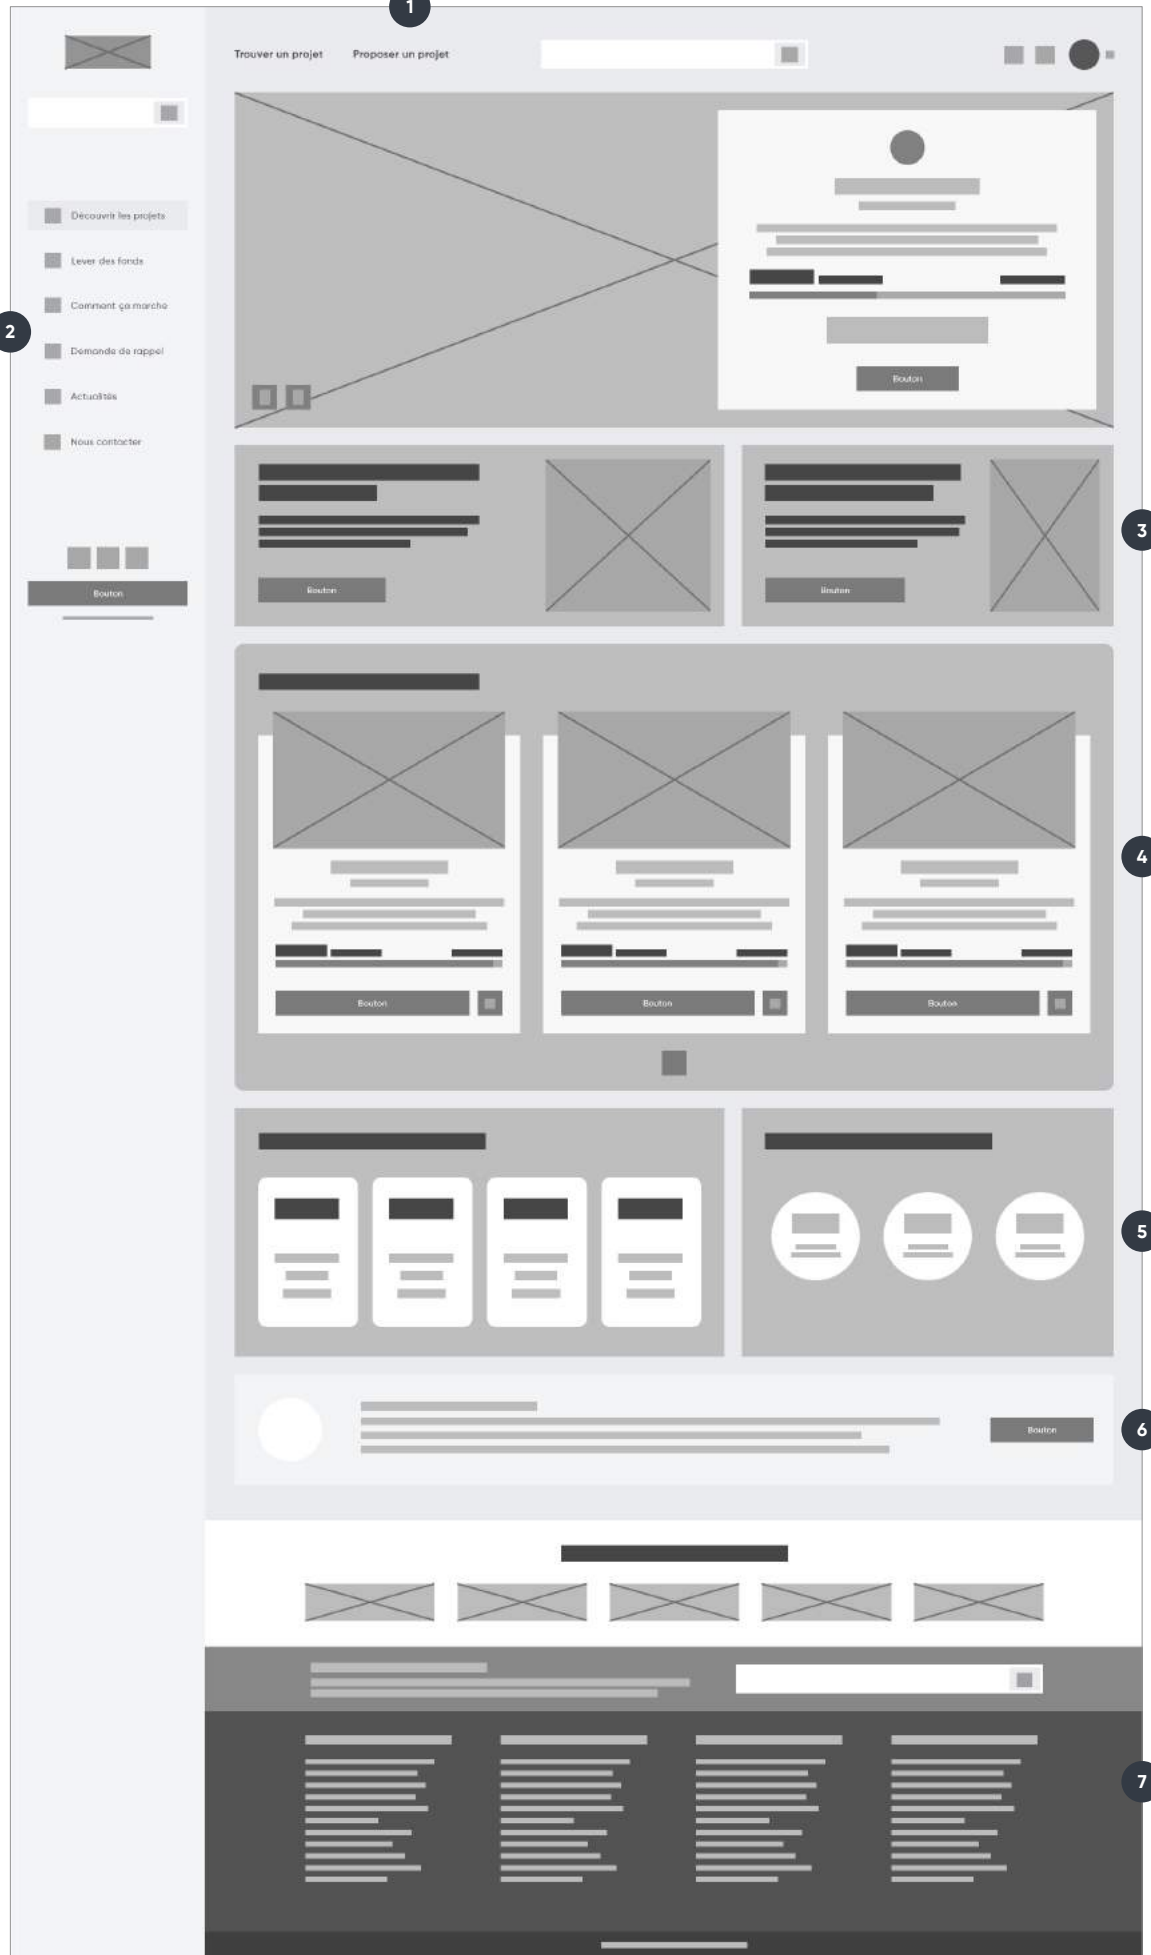 1
Trouver un projet
Proposer un projet
Découvrir les projets
Lever des fonds
Comment ça marche
2
Demande de rappel
Actualités
Nous contacter
Bouton
Bouton
Bouton
Bouton
3
4
Bouton
Bouton
Bouton
5
6
Bouton
7